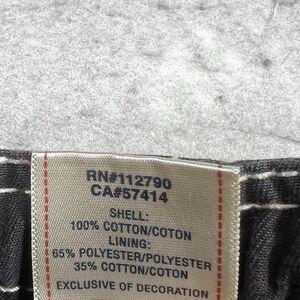 RN#112790
CA#57414
SHELL:
100% COTTON/COTON
LINING:
65% POLYESTER/POLYESTER
35% COTTON/COTON
EXCLUSIVE OF DECORATION